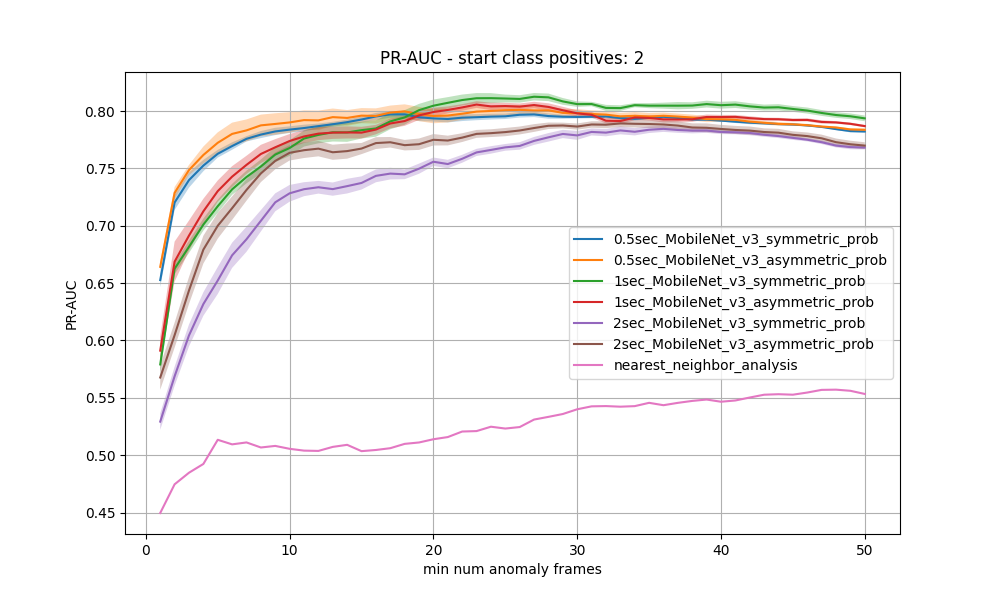 PR-AUC - start class positives: 2
PR-AUC
0.80
0.75
0.70
0.65
0.60
0.55
0.50
0.45
0.5sec_MobileNet_v3_symmetric_prob
0.5sec_MobileNet_v3_asymmetric_prob
1sec_MobileNet_v3_symmetric_prob
1sec_MobileNet_v3_asymmetric_prob
2sec_MobileNet_v3_symmetric_prob
2sec_MobileNet_v3_asymmetric_prob
nearest_neighbor_analysis
0 10 20 30 40 50
min num anomaly frames